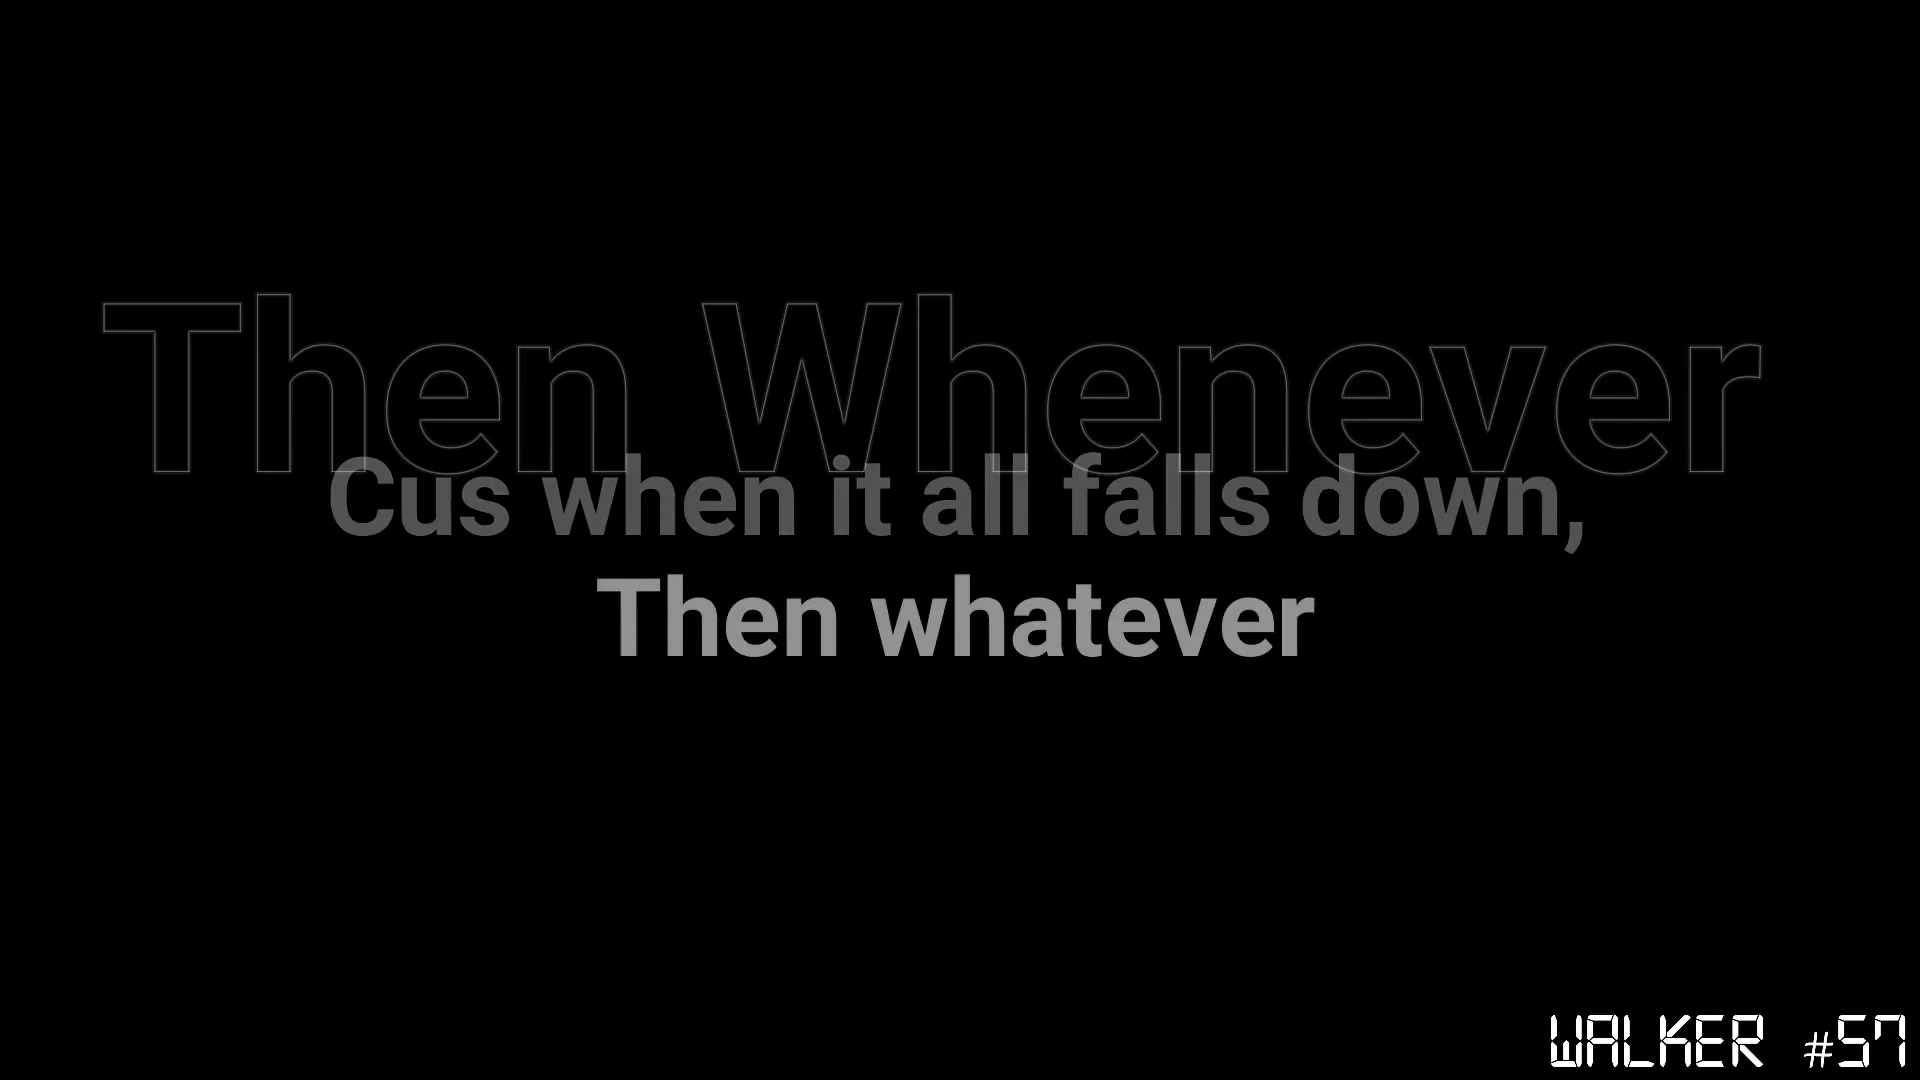 Then Whenever
Cus when it all falls down,
Then whatever
WALKER #57